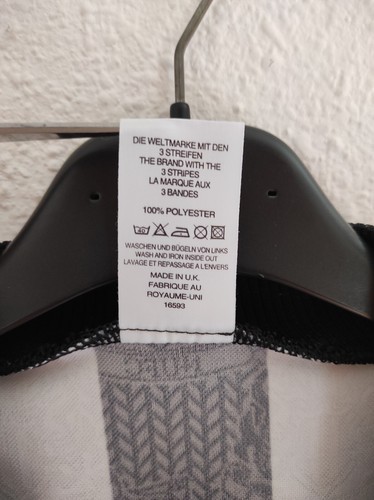 DIE WELTMARKE MIT DEN
3 STREIFEN
THE BRAND WITH THE
3 STRIPES
LA MARQUE AUX
3 BANDES
100% POLYESTER
WASCHEN UND BÜGELN VON LINKS
WASH AND IRON INSIDE OUT
LAVAGE ET REPASSAGE A L'ENVERS
MADE IN U.K.
FABRIQUE AU
ROYAUME-UNI
16593